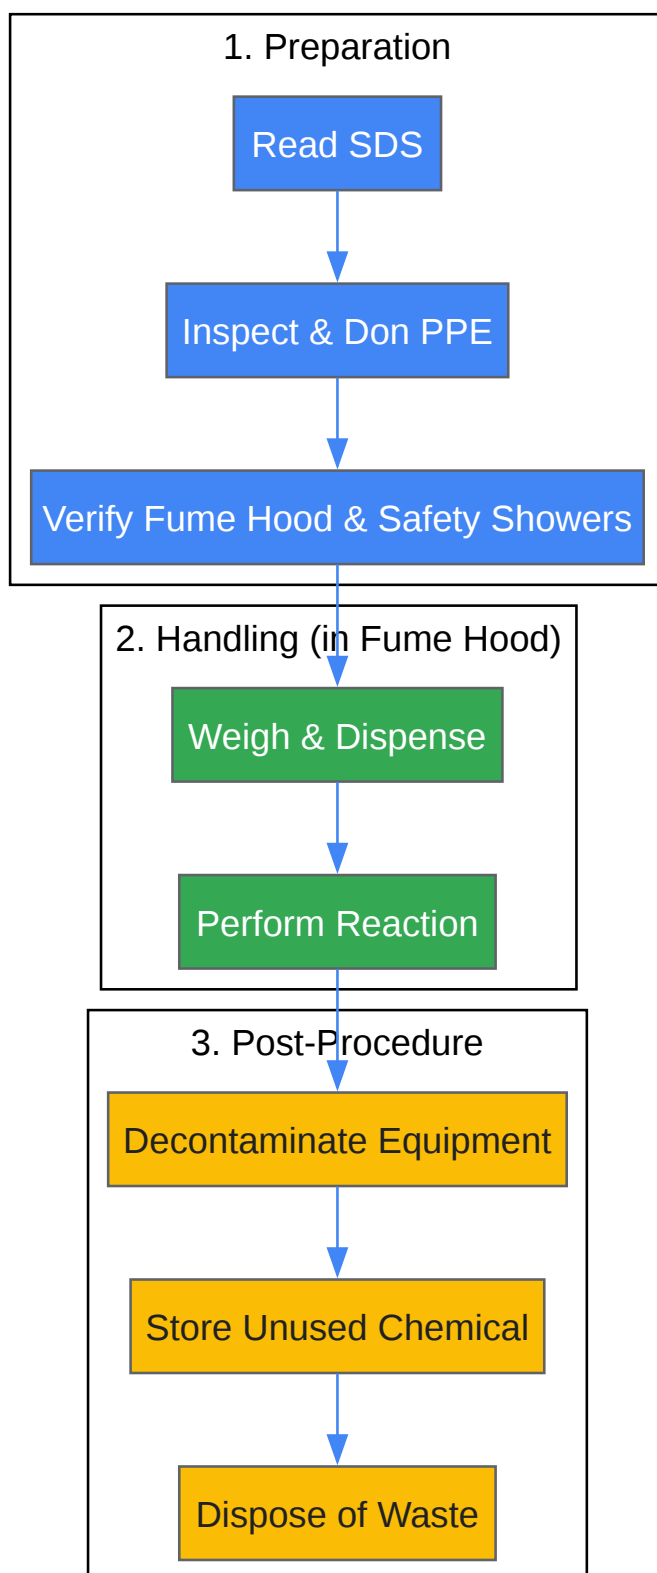 1. Preparation
Read SDS
Inspect & Don PPE
Verify Fume Hood & Safety Showers
2. Handling (in Fume Hood)
Weigh & Dispense
Perform Reaction
3. Post-Procedure
Decontaminate Equipment
Store Unused Chemical
Dispose of Waste